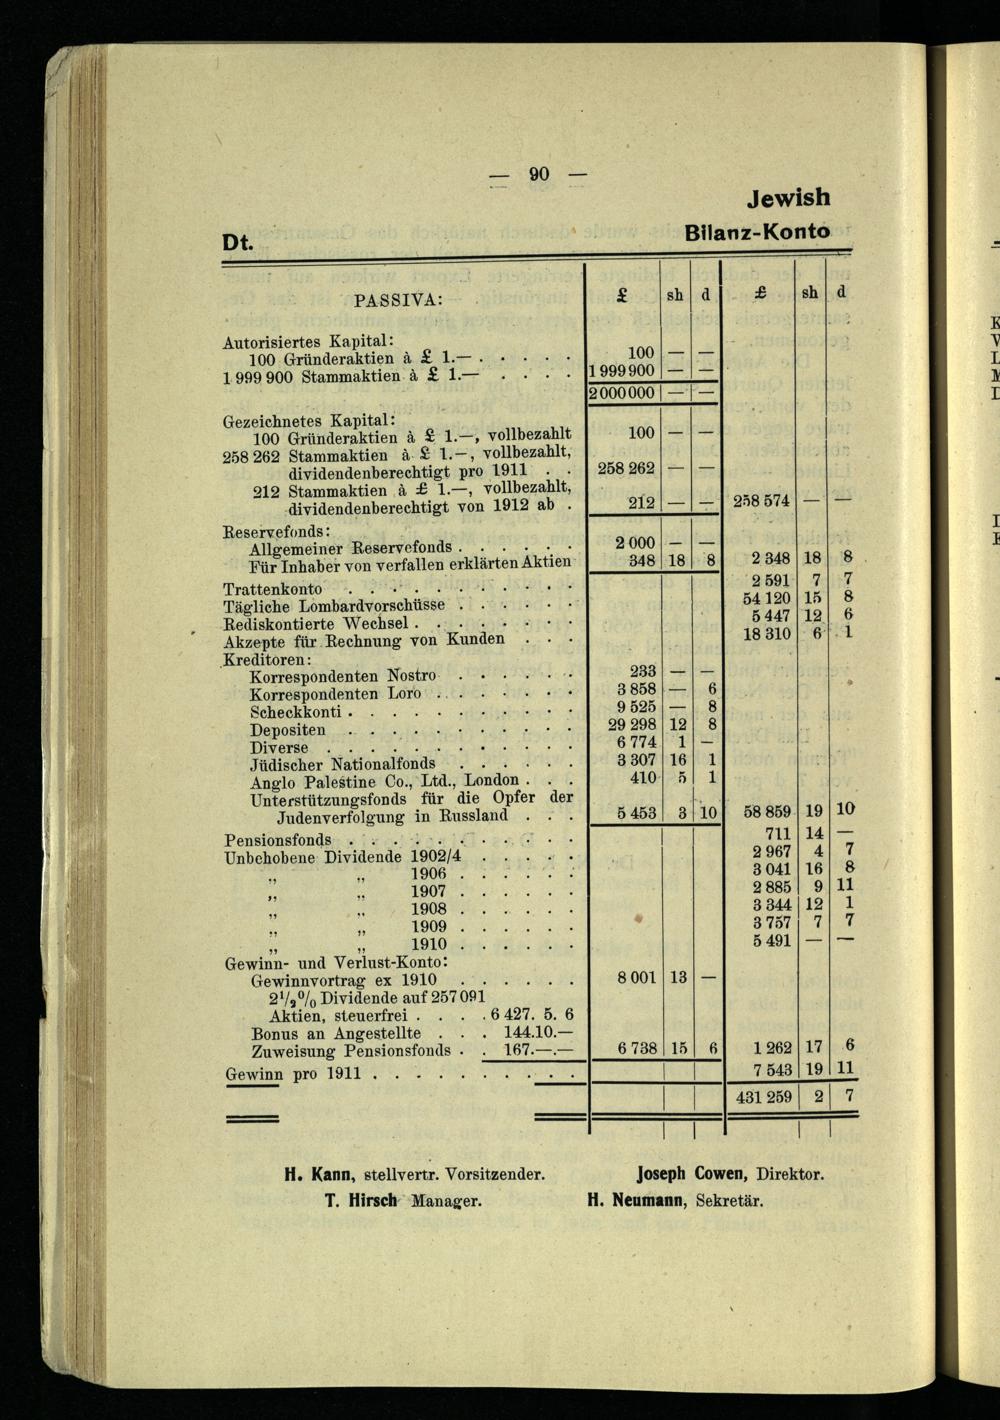 — 90 —
Jewish
Dt. Bilanz-Konto
PASSIVA: £ sh d £ sh d
Autorisiertes Kapital:
100 Gründeraktien à £ 1.— . . . . . 100 — —
1 999 900 Stammaktien à £ 1.— . . . . 1 999 900 — —
2 000 000 — —
Gezeichnetes Kapital:
100 Gründeraktien à £ 1.—, vollbezahlt 100 — —
258 262 Stammaktien à £ 1.—, vollbezahlt,
dividendenberechtigt pro 1911 . . 258 262 — —
212 Stammaktien à £ 1.—, vollbezahlt,
dividendenberechtigt von 1912 ab . 212 — — 258 574 — —
Reservefonds:
Allgemeiner Reservefonds . . . . . . 2 000 — —
Für Inhaber von verfallen erklärten Aktien 348 18 8 2 348 18 8
Trattenkonto . . . . . . . . . . . 2 591 7 7
Tägliche Lombardvorschüsse . . . . . . 54 120 15 8
Rediskontierte Wechsel . . . . . . . . 5 447 12 6
Akzepte für Rechnung von Kunden . . . 18 310 6 1
Kreditoren:
Korrespondenten Nostro . . . . . . 233 — —
Korrespondenten Loro . . . . . . . 3 858 — 6
Scheckkonti . . . . . . . . . . . 9 525 — 8
Depositen . . . . . . . . . . . 29 298 12 8
Diverse . . . . . . . . . . . . 6 774 1 —
Jüdischer Nationalfonds . . . . . . 3 307 16 1
Anglo Palestine Co., Ltd., London . . . 410 5 1
Unterstützungsfonds für die Opfer der
Judenverfolgung in Russland . . . 5 453 3 10 58 859 19 10
Pensionsfonds . . . . . . . . . . . 711 14 —
Unbehobene Dividende 1902/4 . . . . . 2 967 4 7
„ „ 1906 . . . . . . 3 041 16 8
„ „ 1907 . . . . . . 2 885 9 11
„ „ 1908 . . . . . . 3 344 12 1
„ „ 1909 . . . . . . 3 757 7 7
„ „ 1910 . . . . . . 5 491 — —
Gewinn- und Verlust-Konto:
Gewinnvortrag ex 1910 . . . . . . 8 001 13 —
2½% Dividende auf 257 091
Aktien, steuerfrei . . . . 6 427. 5. 6
Bonus an Angestellte . . . 144.10.—
Zuweisung Pensionsfonds . . 167.—.— 6 738 15 6 1 262 17 6
Gewinn pro 1911 . . . . . . . . . . 7 543 19 11
431 259 2 7
H. Kann, stellvertr. Vorsitzender. Joseph Cowen, Direktor.
T. Hirsch Manager. H. Neumann, Sekretär.